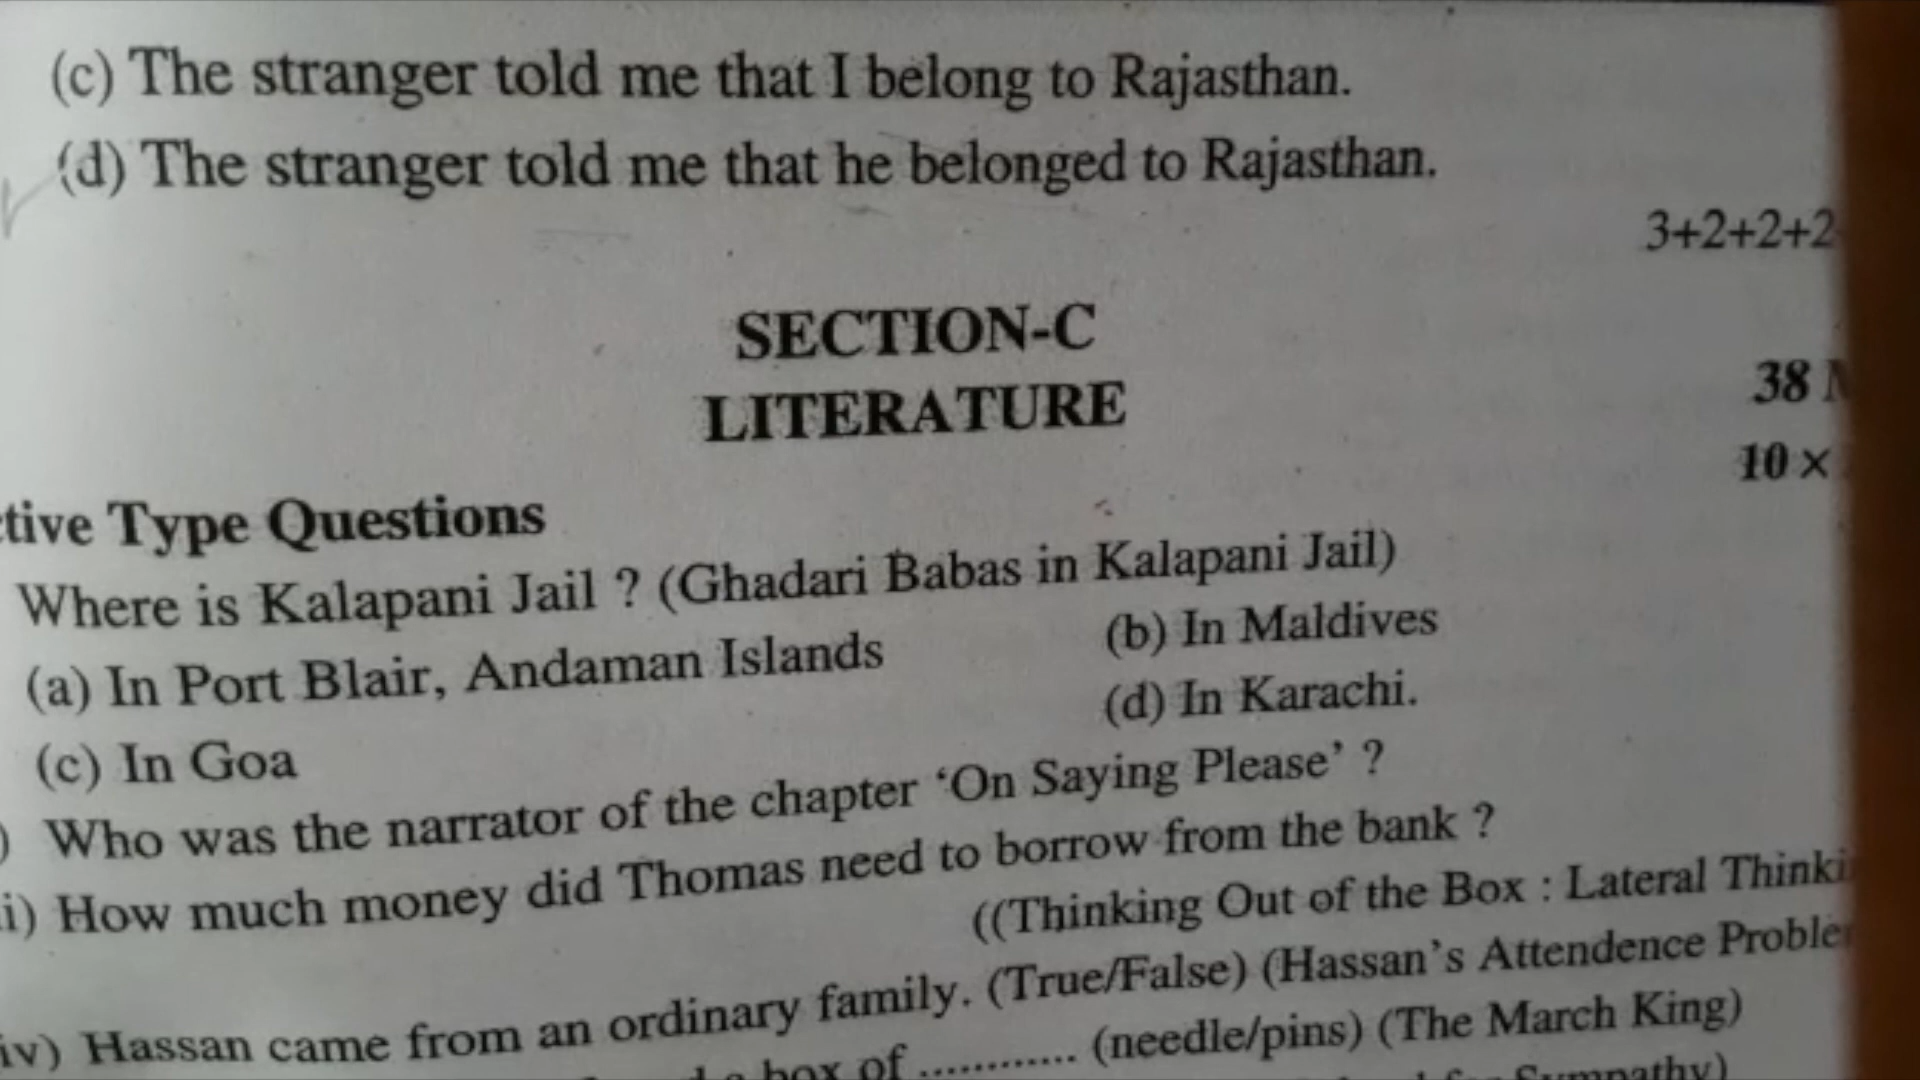 (c) The stranger told me that I belong to Rajasthan.
(d) The stranger told me that he belonged to Rajasthan.
3+2+2+2
SECTION-C
LITERATURE
38
10 ×
Type Questions
Where is Kalapani Jail ? (Ghadari Babas in Kalapani Jail)
(a) In Port Blair, Andaman Islands (b) In Maldives
(c) In Goa (d) In Karachi.
) Who was the narrator of the chapter ‘On Saying Please’ ?
i) How much money did Thomas need to borrow from the bank ?
((Thinking Out of the Box : Lateral
iv) Hassan came from an ordinary family. (True/False) (Hassan’s Attendence
box of ............ (needle/pins) (The March King)